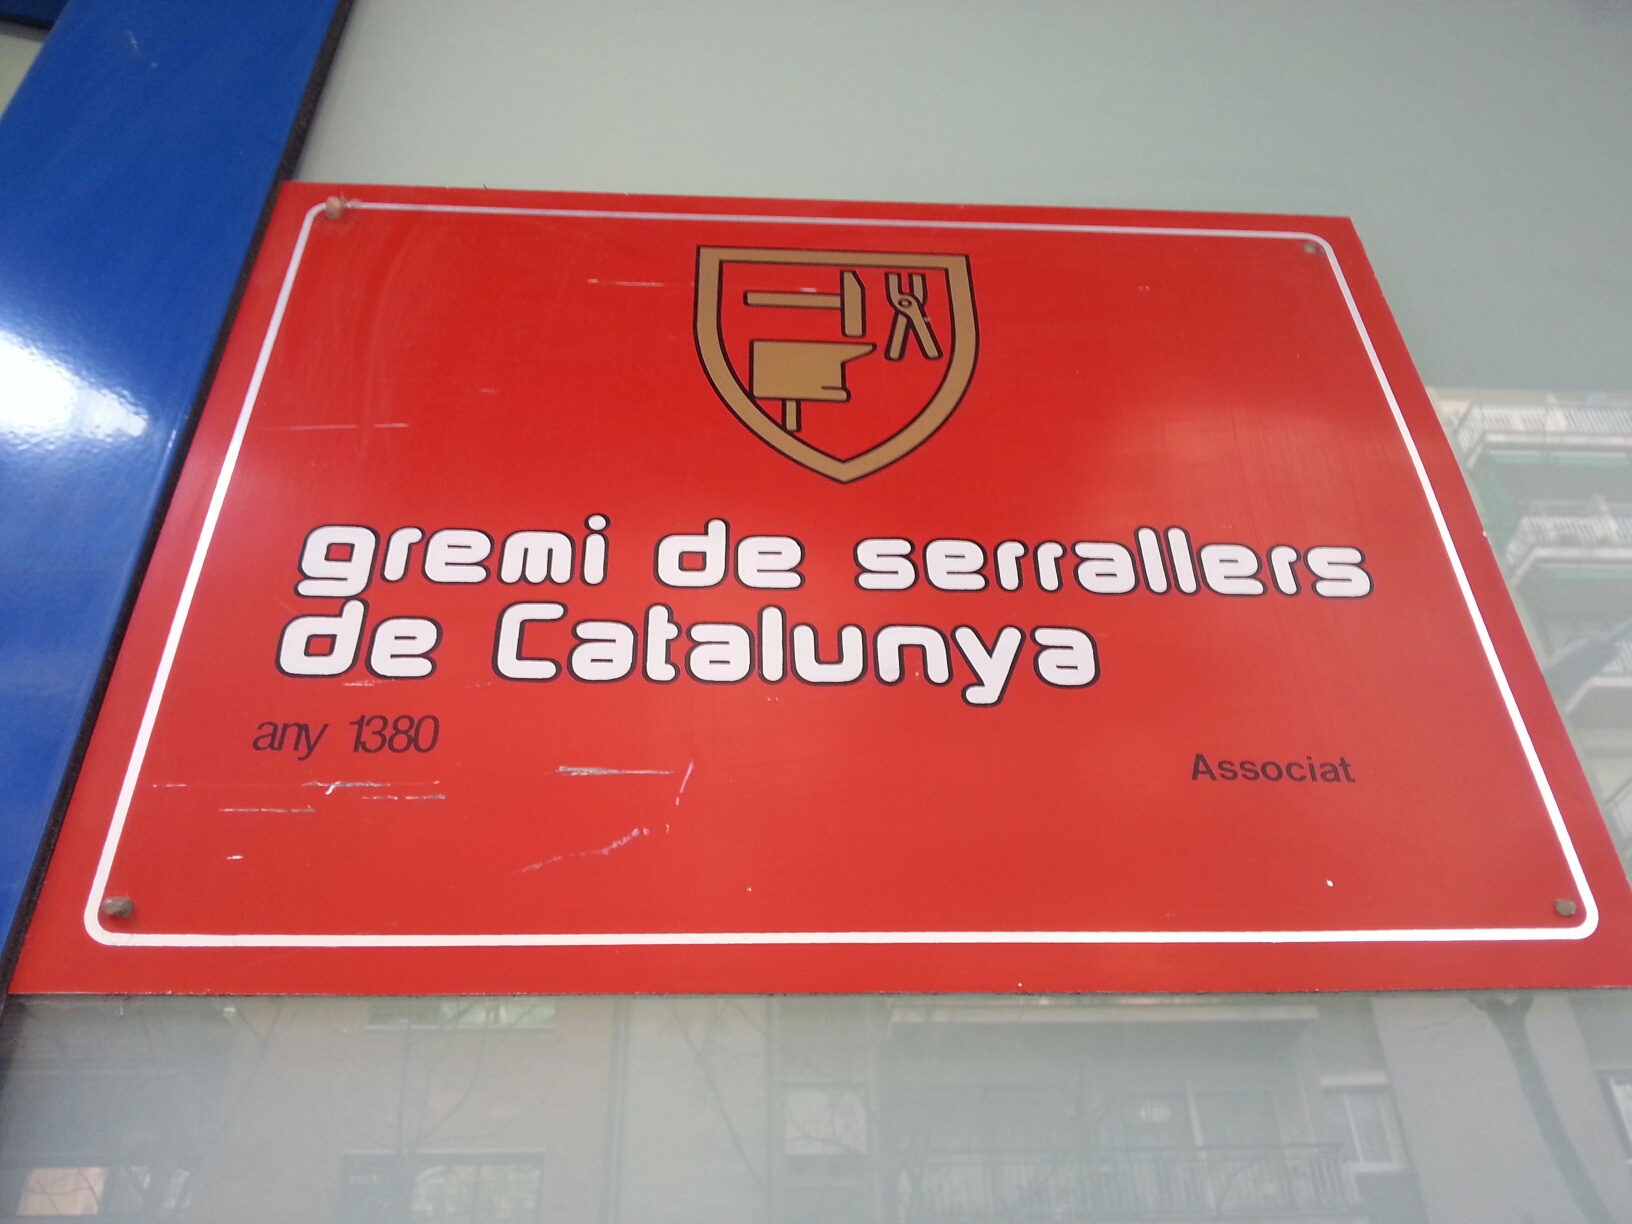 gremi de serrallers
de Catalunya
any 1380
Associat